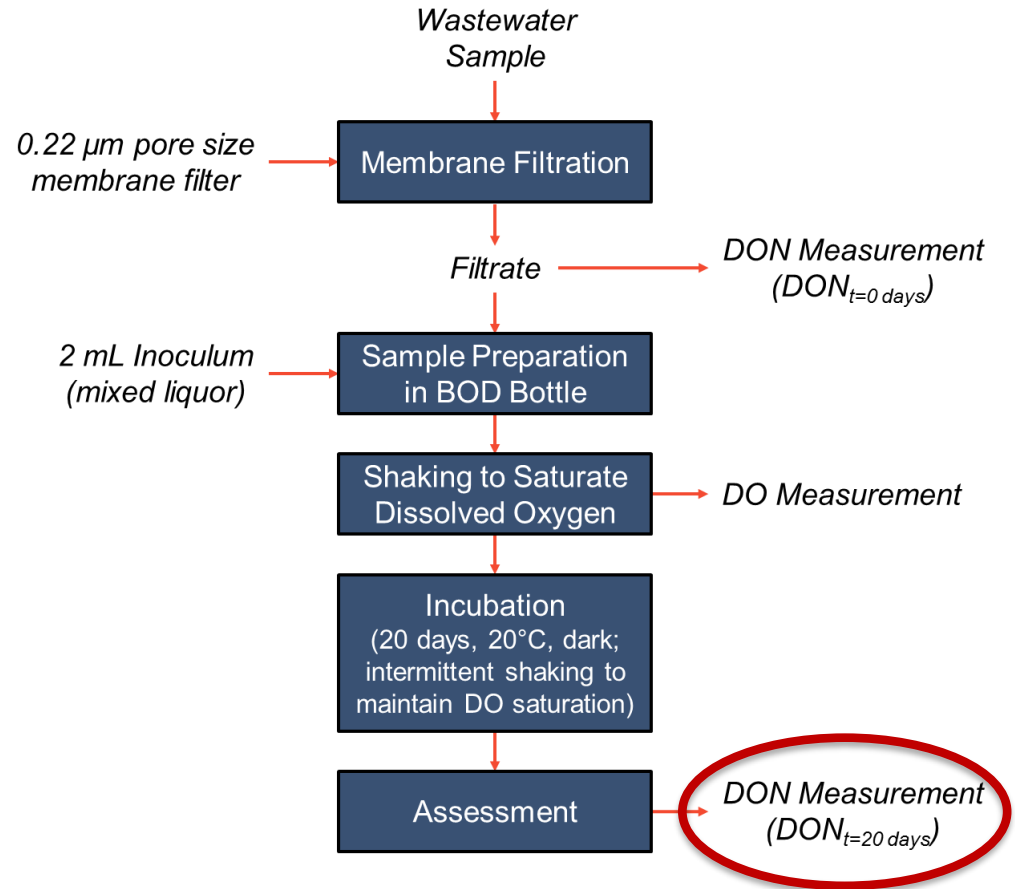 Wastewater
Sample
0.22 µm pore size
membrane filter
Membrane Filtration
Filtrate
DON Measurement
(DONt=0 days)
2 mL Inoculum
(mixed liquor)
Sample Preparation
in BOD Bottle
Shaking to Saturate
Dissolved Oxygen
DO Measurement
Incubation
(20 days, 20°C, dark;
intermittent shaking to
maintain DO saturation)
Assessment
DON Measurement
(DONt=20 days)